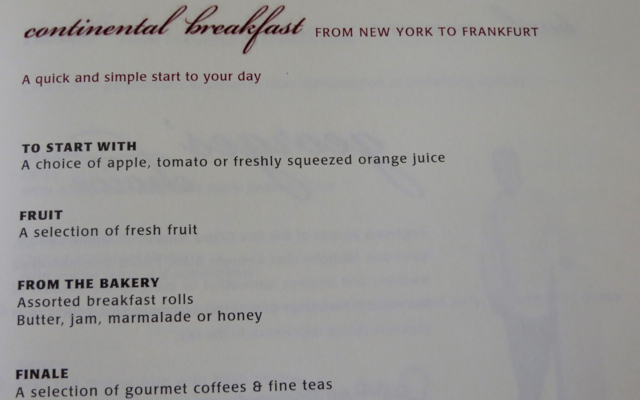 continental breakfast FROM NEW YORK TO FRANKFURT
A quick and simple start to your day
TO START WITH
A choice of apple, tomato or freshly squeezed orange juice
FRUIT
A selection of fresh fruit
FROM THE BAKERY
Assorted breakfast rolls
Butter, jam, marmalade or honey
FINALE
A selection of gourmet coffees & fine teas